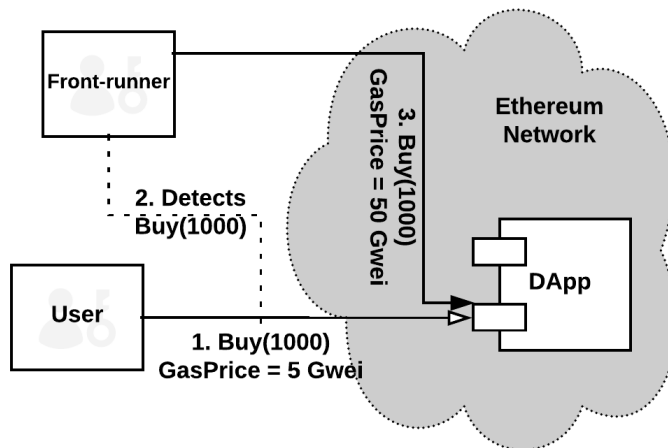 Front-runner
Ethereum
Network
3. Buy(1000)
GasPrice = 50 Gwei
2. Detects
Buy(1000)
DApp
User
1. Buy(1000)
GasPrice = 5 Gwei